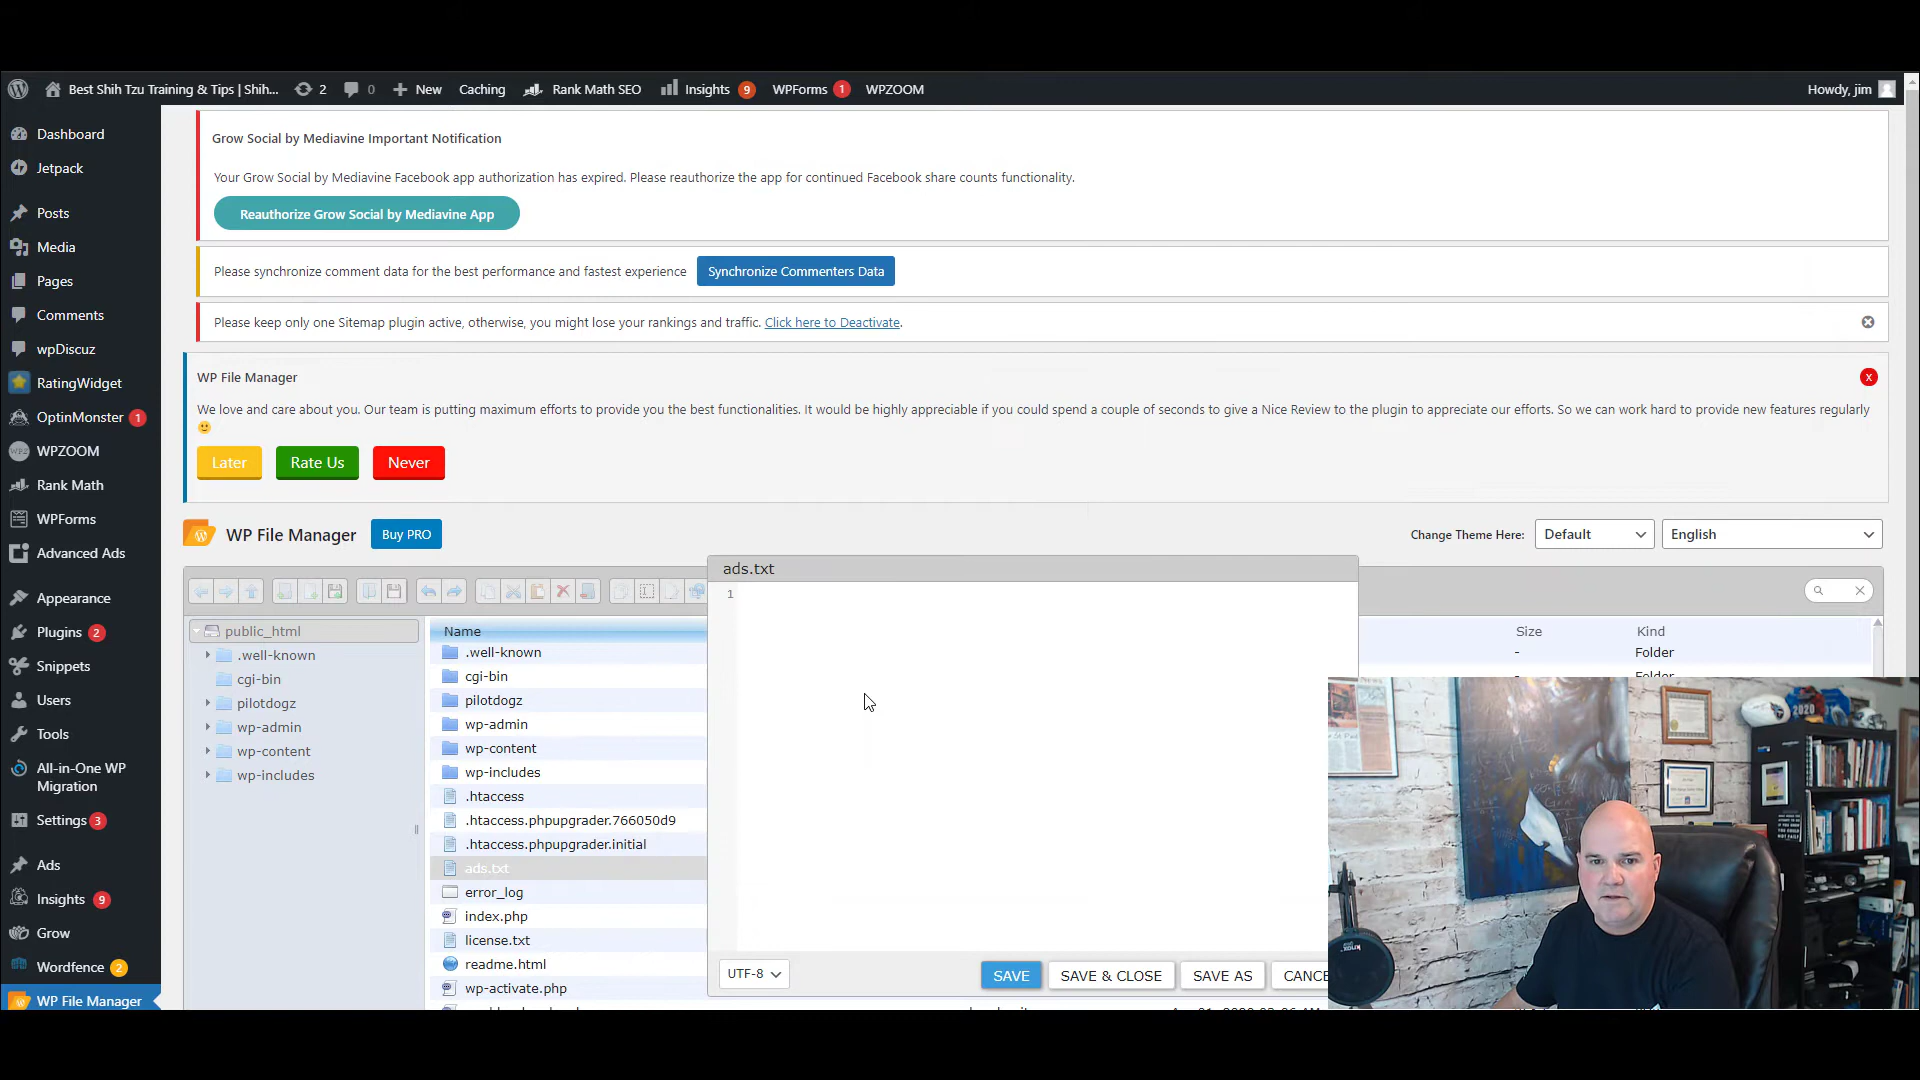 Best Shih Tzu Training & Tips | Shih... 2 0 New Caching Rank Math SEO Insights 9 WPForms 1 WPZOOM Howdy, jim
Dashboard
Jetpack
Posts
Media
Pages
Comments
wpDiscuz
RatingWidget
OptinMonster 1
WPZOOM
Rank Math
WPForms
Advanced Ads
Appearance
Plugins 2
Snippets
Users
Tools
All-in-One WP
Migration
Settings 3
Ads
Insights 9
Grow
Wordfence 2
WP File Manager
Grow Social by Mediavine Important Notification
Your Grow Social by Mediavine Facebook app authorization has expired. Please reauthorize the app for continued Facebook share counts functionality.
Reauthorize Grow Social by Mediavine App
Please synchronize comment data for the best performance and fastest experience Synchronize Commenters Data
Please keep only one Sitemap plugin active, otherwise, you might lose your rankings and traffic. Click here to Deactivate.
WP File Manager
X
We love and care about you. Our team is putting maximum efforts to provide you the best functionalities. It would be highly appreciable if you could spend a couple of seconds to give a Nice Review to the plugin to appreciate our efforts. So we can work hard to provide new features regularly
Later Rate Us Never
WP File Manager Buy PRO Change Theme Here: Default English
public_html
.well-known
cgi-bin
pilotdogz
wp-admin
wp-content
wp-includes
Name
.well-known
cgi-bin
pilotdogz
wp-admin
wp-content
wp-includes
.htaccess
.htaccess.phpupgrader.766050d9
.htaccess.phpupgrader.initial
ads.txt
error_log
index.php
license.txt
readme.html
wp-activate.php
ads.txt
1
UTF-8 SAVE SAVE & CLOSE SAVE AS CANCE
Size Kind
- Folder
Folder
2020